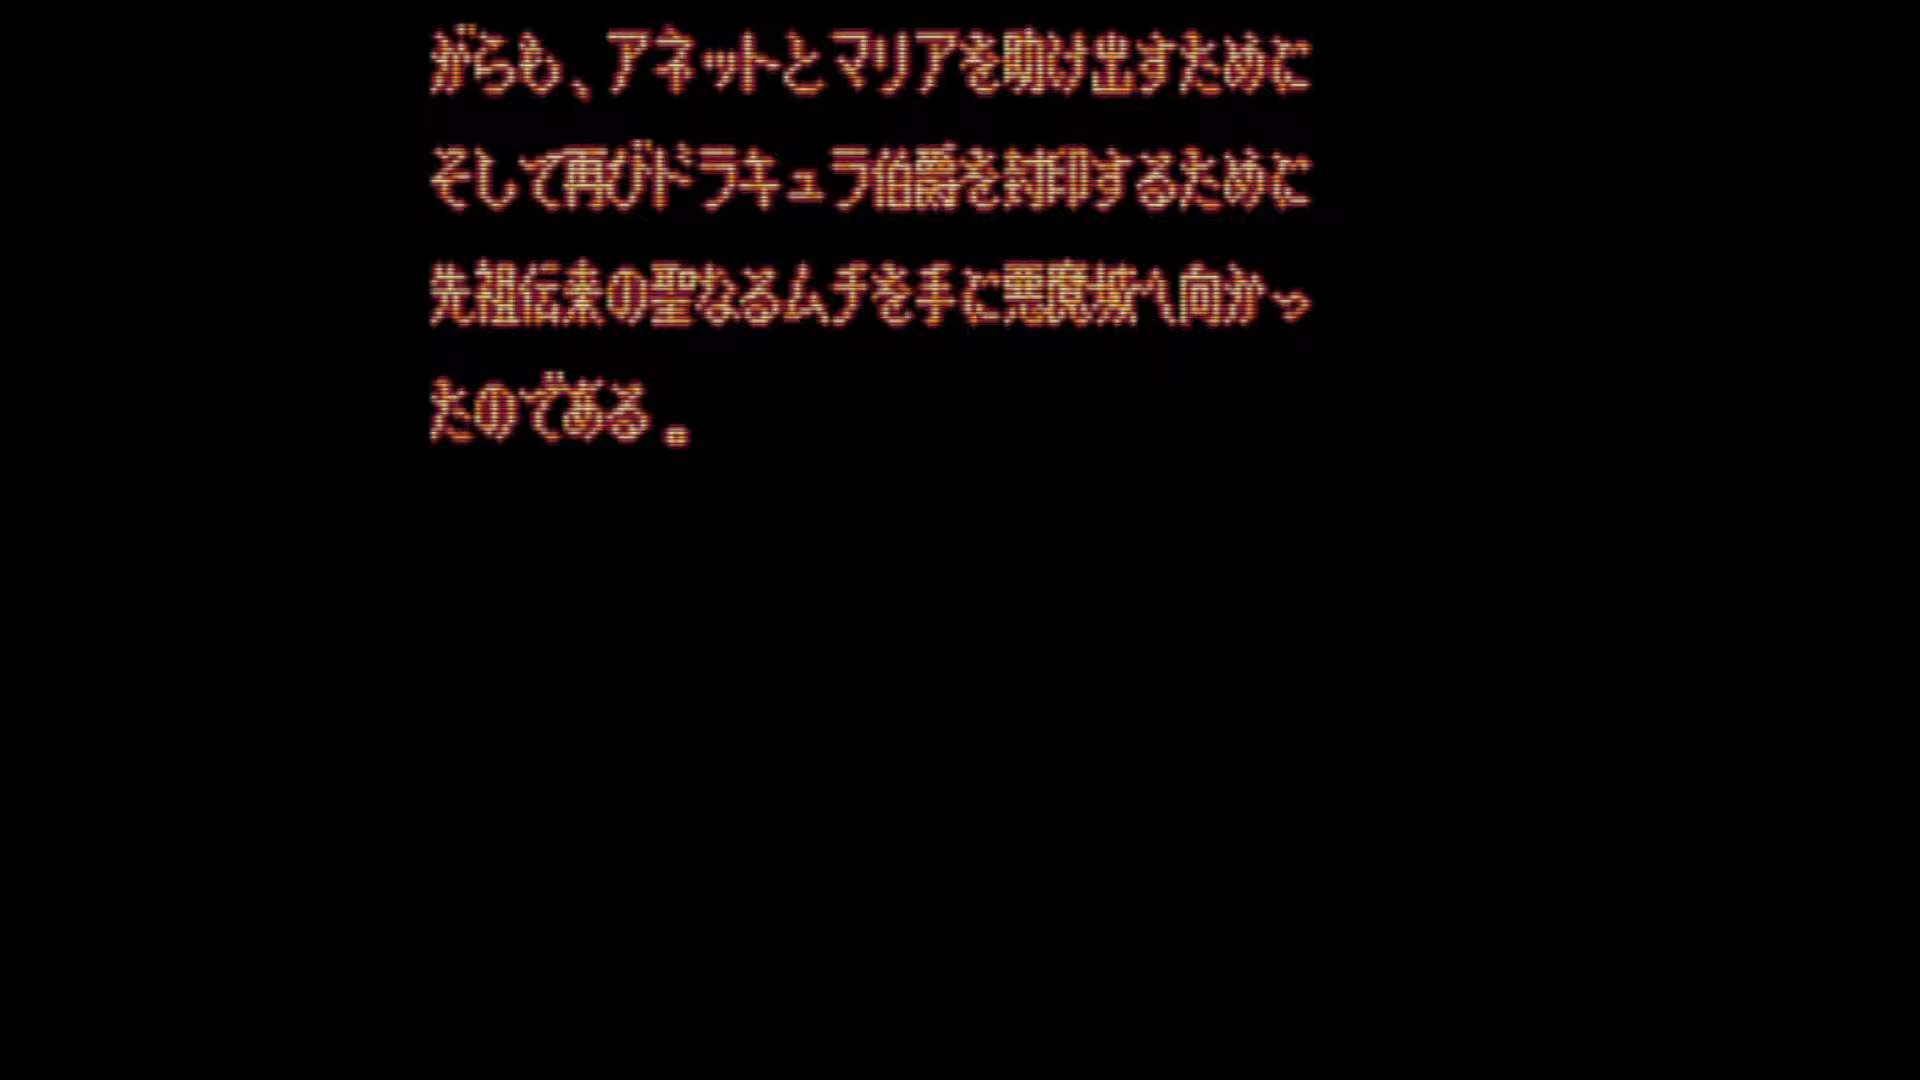 がらも、アネットとマリアを助け出すために
そして再びドラキュラ伯爵を封印するために
先祖伝来の聖なるムチを手に悪魔城へ向かっ
たのである。